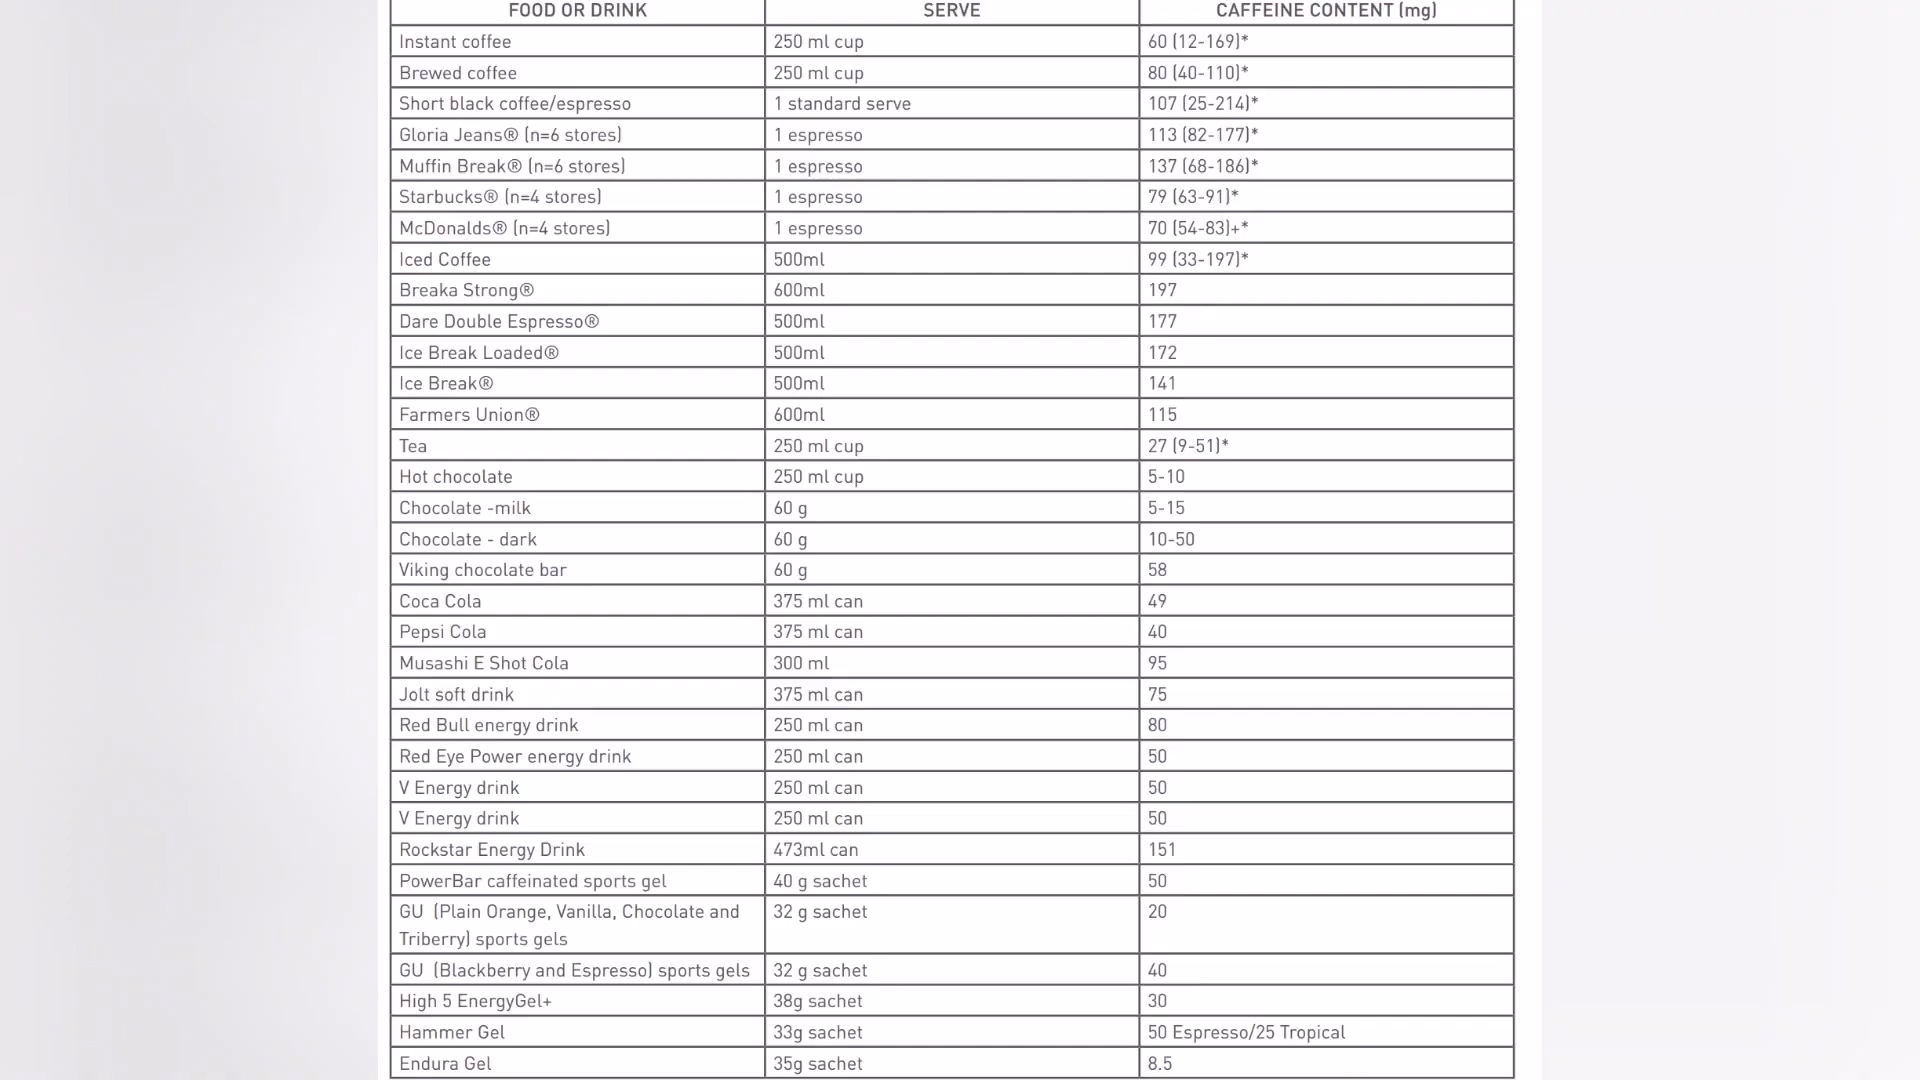 FOOD OR DRINK SERVE CAFFEINE CONTENT (mg)
Instant coffee 250 ml cup 60 (12-169)*
Brewed coffee 250 ml cup 80 (40-110)*
Short black coffee/espresso 1 standard serve 107 (25-214)*
Gloria Jeans® (n=6 stores) 1 espresso 113 (82-177)*
Muffin Break® (n=6 stores) 1 espresso 137 (68-186)*
Starbucks® (n=4 stores) 1 espresso 79 (63-91)*
McDonalds® (n=4 stores) 1 espresso 70 (54-83)+*
Iced Coffee 500ml 99 (33-197)*
Breaka Strong® 600ml 197
Dare Double Espresso® 500ml 177
Ice Break Loaded® 500ml 172
Ice Break® 500ml 141
Farmers Union® 600ml 115
Tea 250 ml cup 27 (9-51)*
Hot chocolate 250 ml cup 5-10
Chocolate -milk 60 g 5-15
Chocolate - dark 60 g 10-50
Viking chocolate bar 60 g 58
Coca Cola 375 ml can 49
Pepsi Cola 375 ml can 40
Musashi E Shot Cola 300 ml 95
Jolt soft drink 375 ml can 75
Red Bull energy drink 250 ml can 80
Red Eye Power energy drink 250 ml can 50
V Energy drink 250 ml can 50
V Energy drink 250 ml can 50
Rockstar Energy Drink 473ml can 151
PowerBar caffeinated sports gel 40 g sachet 50
GU (Plain Orange, Vanilla, Chocolate and 32 g sachet 20
Triberry) sports gels
GU (Blackberry and Espresso) sports gels 32 g sachet 40
High 5 EnergyGel+ 38g sachet 30
Hammer Gel 33g sachet 50 Espresso/25 Tropical
Endura Gel 35g sachet 8.5